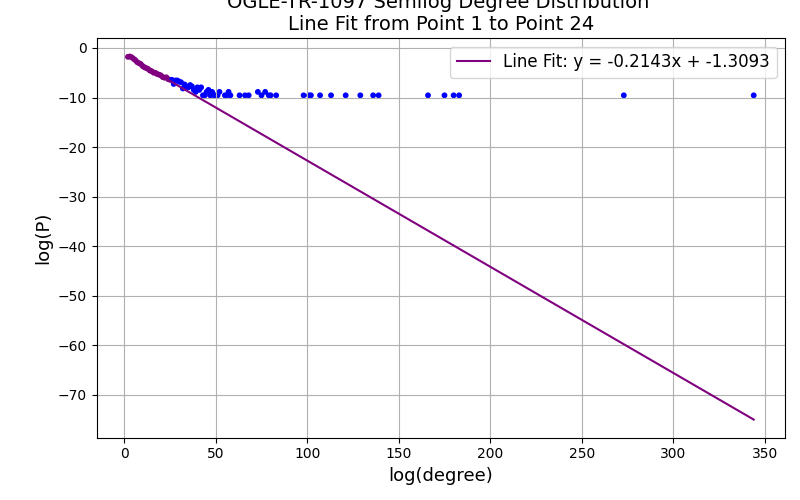 OGLE-TR-1097 Semilog Degree Distribution
Line Fit from Point 1 to Point 24
Line Fit: y = -0.2143x + -1.3093
0
−10
−20
−30
−40
−50
−60
−70
log(P)
0 50 100 150 200 250 300 350
log(degree)